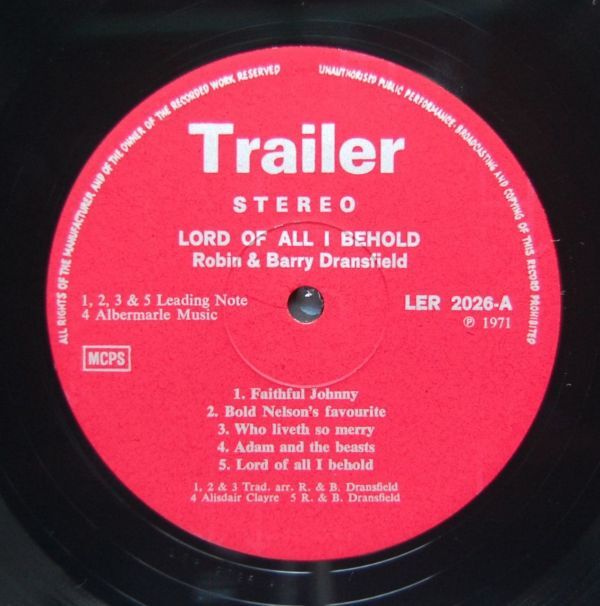 ALL RIGHTS OF THE MANUFACTURER AND OF THE OWNER OF THE RECORDED WORK RESERVED
UNAUTHORISED PUBLIC PERFORMANCE · BROADCASTING AND COPYING OF THIS RECORD PROHIBITED
Trailer
STEREO
LORD OF ALL I BEHOLD
Robin & Barry Dransfield
1, 2, 3 & 5 Leading Note
4 Albermarle Music
LER 2026-A
℗ 1971
MCPS
1. Faithful Johnny
2. Bold Nelson's favourite
3. Who liveth so merry
4. Adam and the beasts
5. Lord of all I behold
1, 2 & 3 Trad. arr. R. & B. Dransfield
4 Alisdair Clayre 5 R. & B. Dransfield